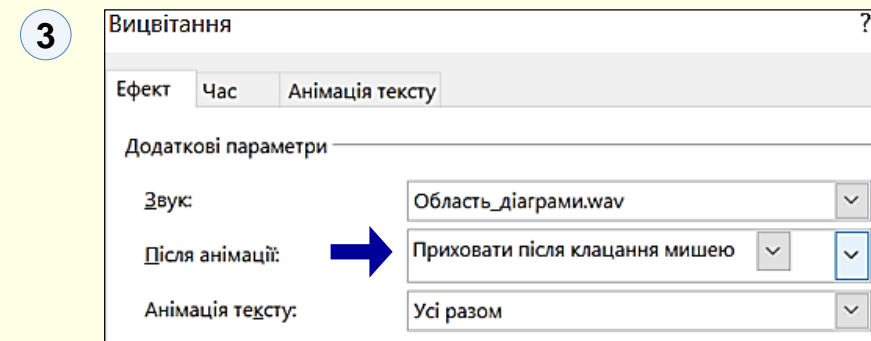 3
Вицвітання ?
Ефект Час Анімація тексту
Додаткові параметри
Звук: Область_діаграми.wav
Після анімації: Приховати після клацання мишею
Анімація тексту: Усі разом